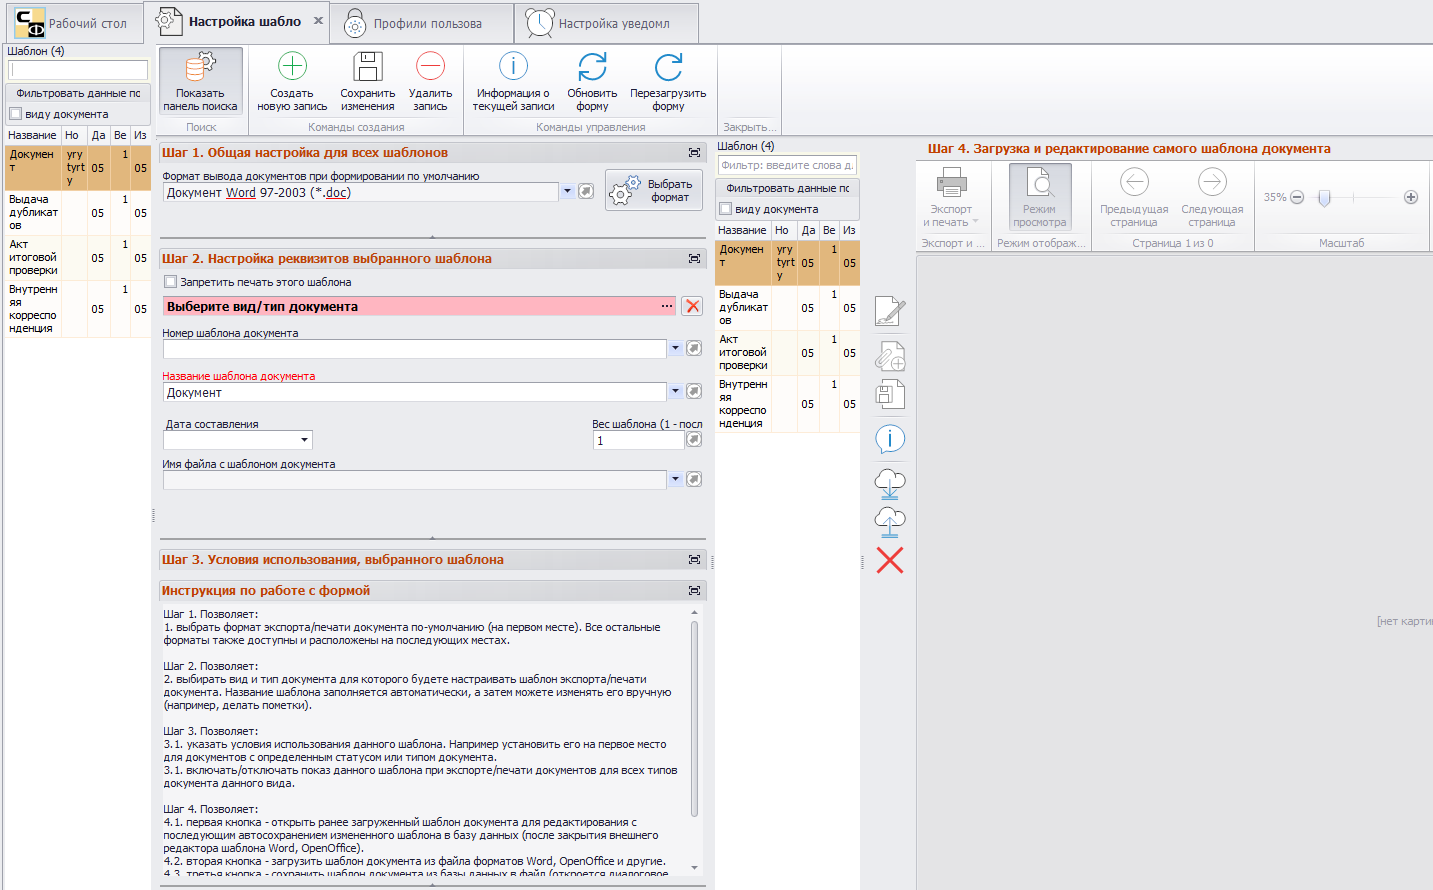 Рабочий стол
Настройка шабло
Профили пользова
Настройка уведомл
Шаблон (4)
Фильтровать данные пс
виду документа
Название Но Да Ве Из
Документ yrytyrty 05 1 05
Выдача дубликатов 05 1 05
Акт итоговой проверки 05 05
Внутренняя корреспонденция 05 1 05
Показать
панель поиска
Поиск
Создать
новую запись
Сохранить
изменения
Удалить
запись
Команды создания
Информация о
текущей записи
Обновить
форму
Перезагрузить
форму
Команды управления
Закрыть...
Шаг 1. Общая настройка для всех шаблонов
Формат вывода документов при формировании по умолчанию
Документ Word 97-2003 (*.doc)
Выбрать
формат
Шаг 2. Настройка реквизитов выбранного шаблона
Запретить печать этого шаблона
Выберите вид/тип документа
Номер шаблона документа
Название шаблона документа
Документ
Дата составления
Вес шаблона (1 - посл
1
Имя файла с шаблоном документа
Шаг 3. Условия использования, выбранного шаблона
Инструкция по работе с формой
Шаг 1. Позволяет:
1. выбрать формат экспорта/печати документа по-умолчанию (на первом месте). Все остальные
форматы также доступны и расположены на последующих местах.
Шаг 2. Позволяет:
2. выбирать вид и тип документа для которого будете настраивать шаблон экспорта/печати
документа. Название шаблона заполняется автоматически, а затем можете изменять его вручную
(например, делать пометки).
Шаг 3. Позволяет:
3.1. указать условия использования данного шаблона. Например установить его на первое место
для документов с определенным статусом или типом документа.
3.1. включать/отключать показ данного шаблона при экспорте/печати документов для всех типов
документа данного вида.
Шаг 4. Позволяет:
4.1. первая кнопка - открыть ранее загруженный шаблон документа для редактирования с
последующим автосохранением измененного шаблона в базу данных (после закрытия внешнего
редактора шаблона Word, OpenOffice).
4.2. вторая кнопка - загрузить шаблон документа из файла форматов Word, OpenOffice и другие.
4.3. третья кнопка - сохранить шаблон документа из базы данных в файл (откроется диалоговое
Шаблон (4)
Фильтр: введите слова д.
Фильтровать данные пс
виду документа
Название Но Да Ве Из
Документ yrytyrty 05 1 05
Выдача дубликатов 05 1 05
Акт итоговой проверки 05 1 05
Внутренняя корреспонденция 05 1 05
Шаг 4. Загрузка и редактирование самого шаблона документа
Экспорт
и печать
Экспорт и ...
Режим
просмотра
Режим отображ...
Предыдущая
страница
Следующая
страница
Страница 1 из 0
35%
Масштаб
[нет карти